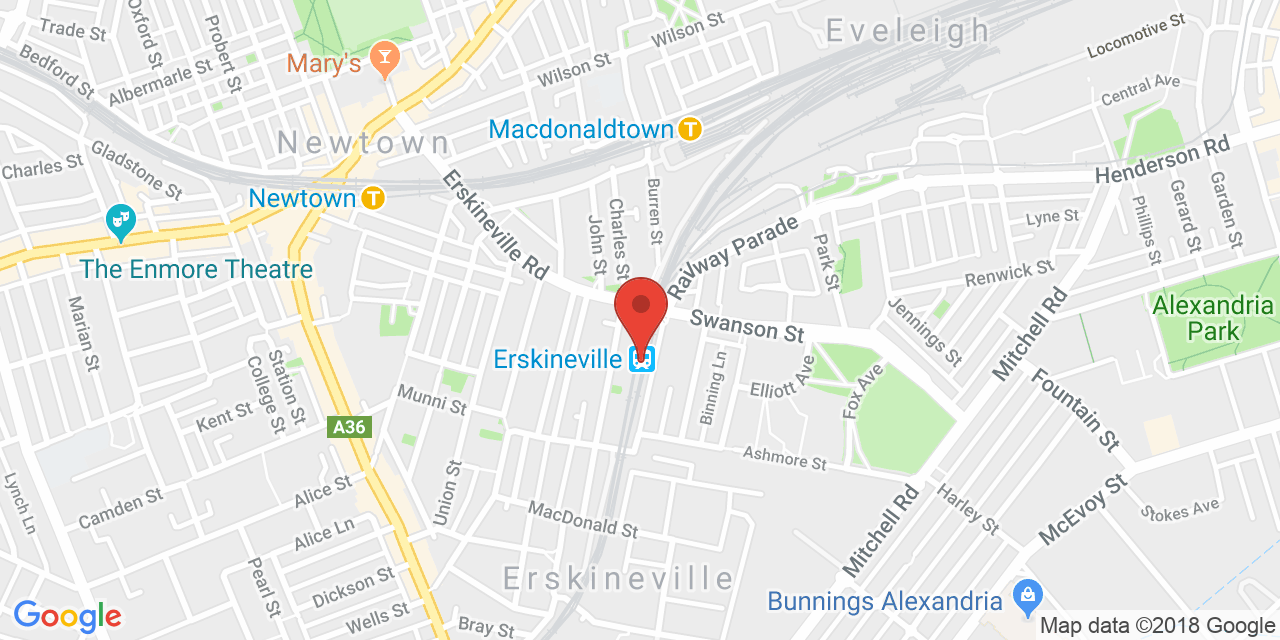 Trade St
Oxford St
Probert St
Bedford St
Albermarle St
Mary's
Wilson St
Wilson St
Eveleigh
Locomotive St
Central Ave
Newtown
Macdonaldtown
T
Henderson Rd
Charles St
Gladstone St
Newtown
T
Erskineville Rd
John St
Charles St
Burren St
Railway Parade
Park St
Lyne St
Phillips St
Gerard St
Garden St
The Enmore Theatre
Renwick St
Marian St
Swanson St
Jennings St
Mitchell Rd
Alexandria
Park
Erskineville
Station St
College St
Kent St
Munni St
A36
Binning Ln
Elliott Ave
Fox Ave
Fountain St
Ashmore St
Lynch Ln
Camden St
Alice St
Union St
Alice Ln
MacDonald St
Mitchell Rd
Harley St
McEvoy St
St
Stokes Ave
Pearl St
Dickson St
Wells St
Bray St
Erskineville
Bunnings Alexandria
Google
Map data ©2018 Google